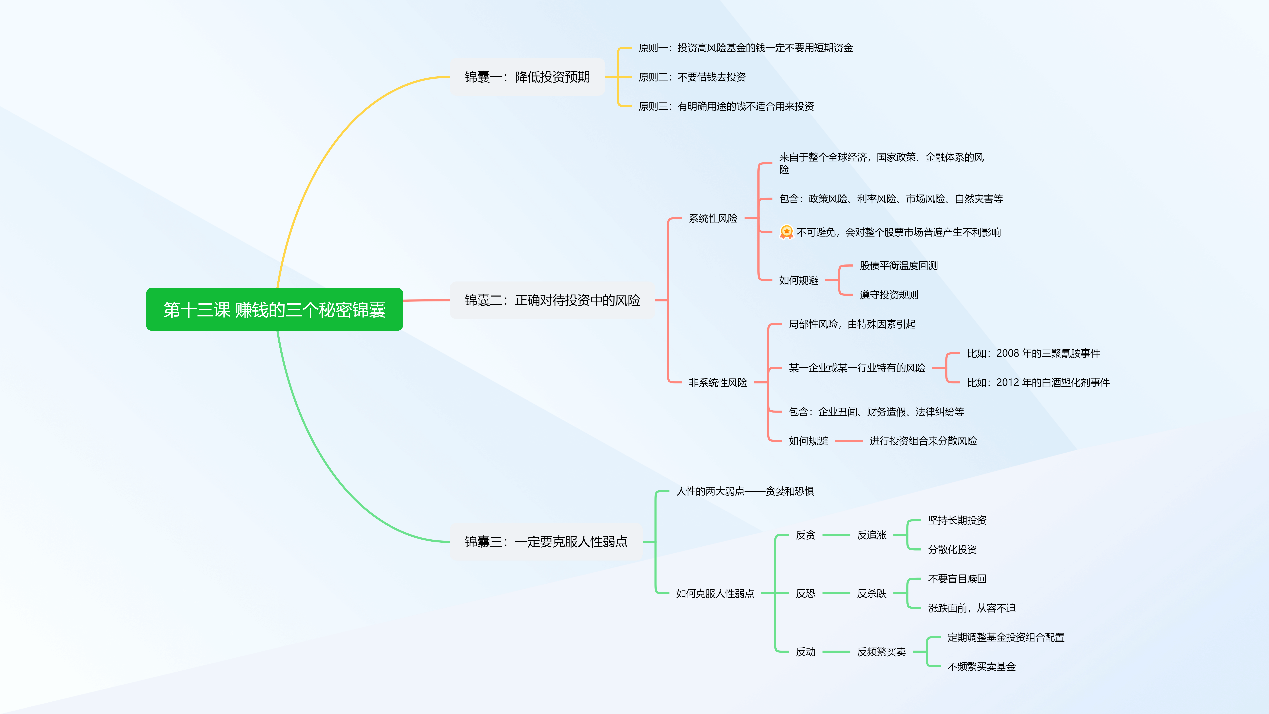 第十三课 赚钱的三个秘密锦囊
锦囊一：降低投资预期
原则一：投资高风险基金的钱一定不要用短期资金
原则二：不要借钱去投资
原则三：有明确用途的钱不适合用来投资
锦囊二：正确对待投资中的风险
系统性风险
来自于整个全球经济，国家政策、金融体系的风
险
包含：政策风险、利率风险、市场风险、自然灾害等
不可避免，会对整个股票市场普遍产生不利影响
如何规避
股债平衡温度回测
遵守投资规则
非系统性风险
局部性风险，由特殊因素引起
某一企业或某一行业特有的风险
比如：2008 年的三聚氰胺事件
比如：2012 年的白酒塑化剂事件
包含：企业丑闻、财务造假、法律纠纷等
如何规避
进行投资组合来分散风险
锦囊三：一定要克服人性弱点
人性的两大弱点——贪婪和恐惧
如何克服人性弱点
反贪
反追涨
坚持长期投资
分散化投资
反恐
反杀跌
不要盲目赎回
涨跌面前，从容不迫
反动
反频繁买卖
定期调整基金投资组合配置
不频繁买卖基金